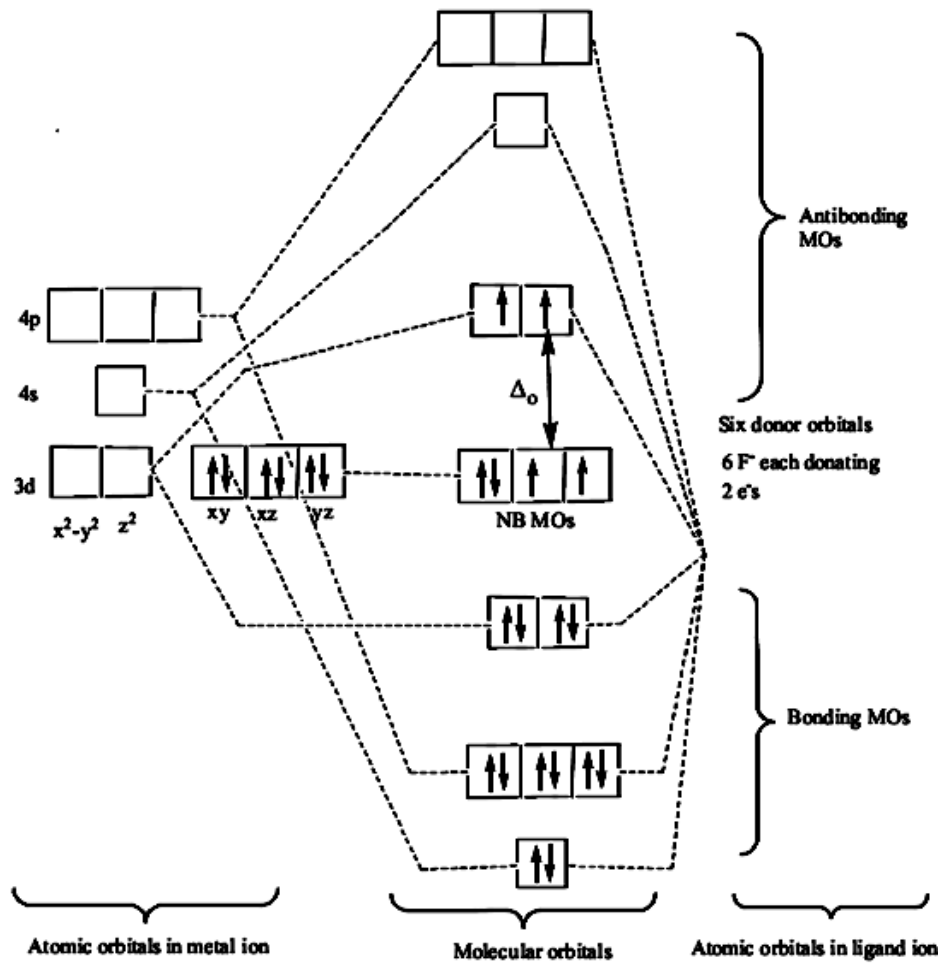 Antibonding
MOs
4p
4s
Δo
Six donor orbitals
6 F⁻ each donating
2 e⁻s
3d
x²-y² z² xy xz yz
NB MOs
Bonding MOs
Atomic orbitals in metal ion
Molecular orbitals
Atomic orbitals in ligand ion